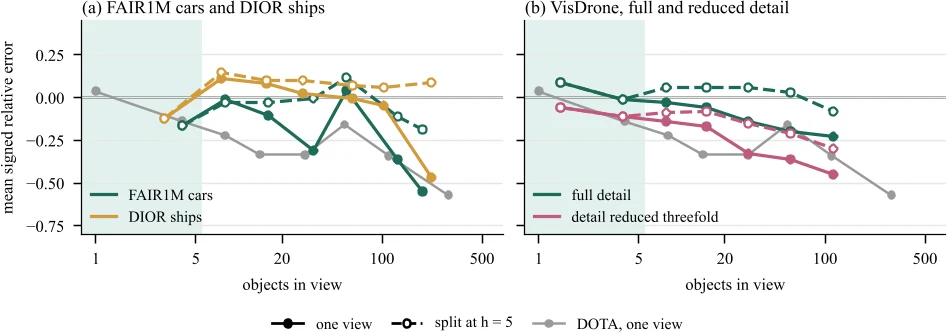 (a) FAIR1M cars and DIOR ships
mean signed relative error
0.25
0.00
−0.25
−0.50
−0.75
FAIR1M cars
DIOR ships
1 5 20 100 500
objects in view
(b) VisDrone, full and reduced detail
full detail
detail reduced threefold
1 5 20 100 500
objects in view
one view split at h = 5 DOTA, one view